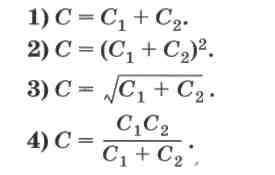 1) C = C₁ + C₂.
2) C = (C₁ + C₂)².
3) C = √(C₁ + C₂).
4) C = C₁C₂ / (C₁ + C₂).